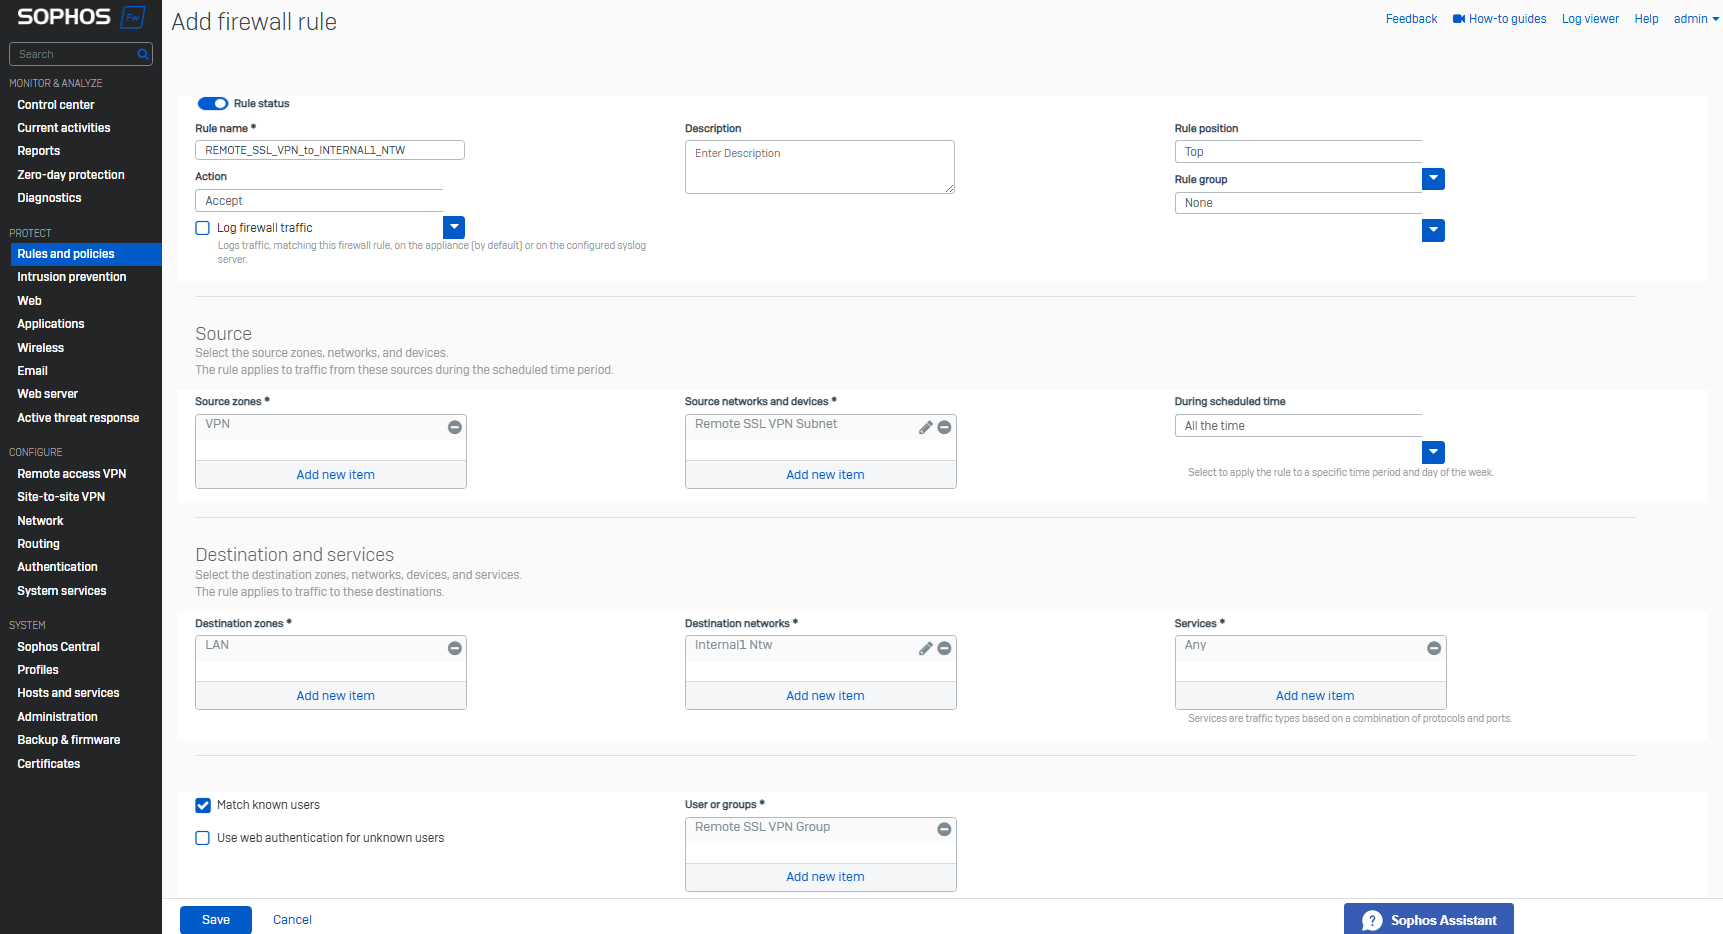 SOPHOS Fw
Search
MONITOR & ANALYZE
Control center
Current activities
Reports
Zero-day protection
Diagnostics
PROTECT
Rules and policies
Intrusion prevention
Web
Applications
Wireless
Email
Web server
Active threat response
CONFIGURE
Remote access VPN
Site-to-site VPN
Network
Routing
Authentication
System services
SYSTEM
Sophos Central
Profiles
Hosts and services
Administration
Backup & firmware
Certificates
Add firewall rule
Feedback How-to guides Log viewer Help admin
Rule status
Rule name *
REMOTE_SSL_VPN_to_INTERNAL1_NTW
Action
Accept
Log firewall traffic
Logs traffic, matching this firewall rule, on the appliance (by default) or on the configured syslog
server.
Description
Enter Description
Rule position
Top
Rule group
None
Source
Select the source zones, networks, and devices.
The rule applies to traffic from these sources during the scheduled time period.
Source zones *
VPN
Add new item
Source networks and devices *
Remote SSL VPN Subnet
Add new item
During scheduled time
All the time
Select to apply the rule to a specific time period and day of the week.
Destination and services
Select the destination zones, networks, devices, and services.
The rule applies to traffic to these destinations.
Destination zones *
LAN
Add new item
Destination networks *
Internal1 Ntw
Add new item
Services *
Any
Add new item
Services are traffic types based on a combination of protocols and ports.
Match known users
Use web authentication for unknown users
User or groups *
Remote SSL VPN Group
Add new item
Save Cancel
? Sophos Assistant